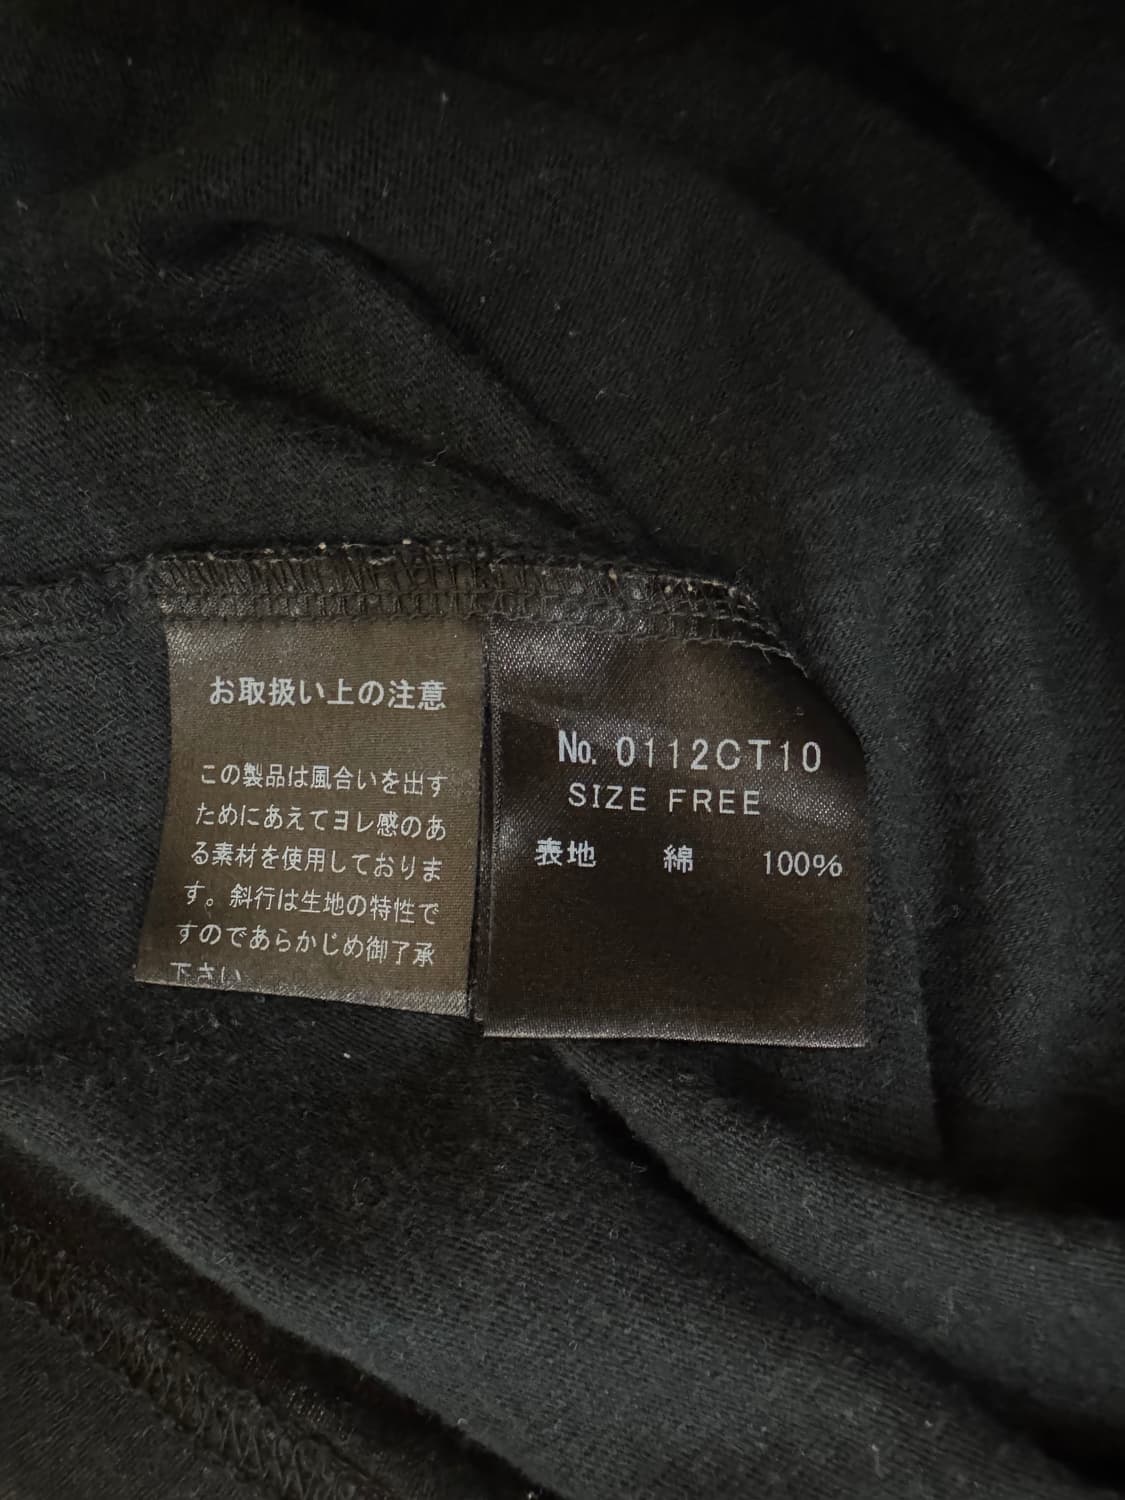 お取扱い上の注意
この製品は風合いを出す
ためにあえてヨレ感のあ
る素材を使用しておりま
す。斜行は生地の特性で
すのであらかじめ御了承
下さい
№. 0112CT10
SIZE FREE
表地 綿 100%